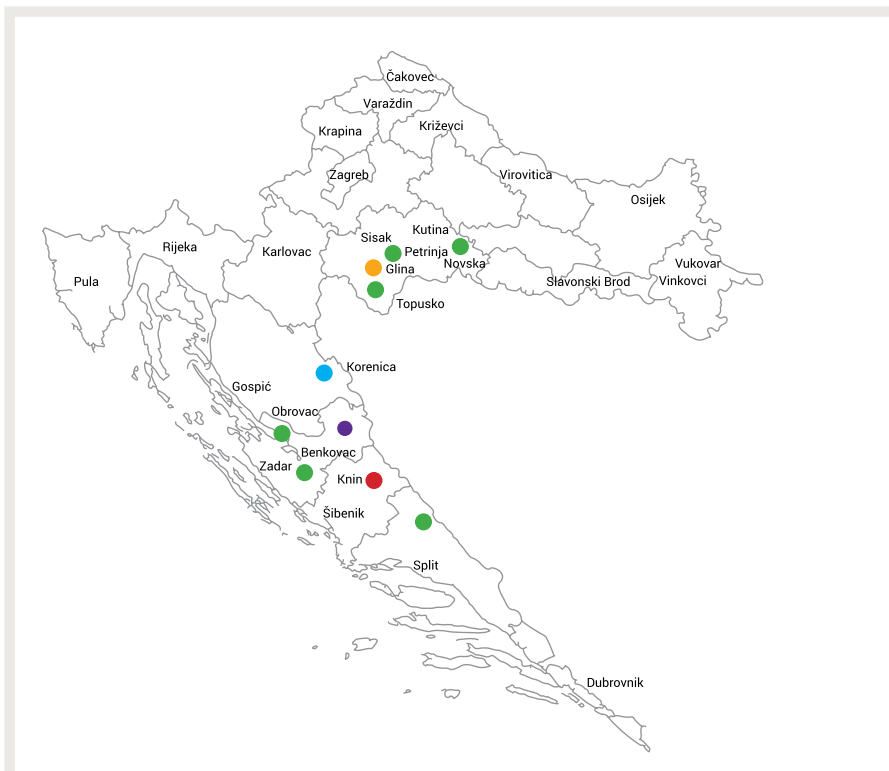 Čakovec
Varaždin
Krapina
Križevci
Zagreb
Virovitica
Osijek
Rijeka
Karlovac
Sisak
Kutina
Petrinja
Novska
Glina
Pula
Slavonski Brod
Vukovar
Vinkovci
Topusko
Korenica
Gospić
Obrovac
Benkovac
Zadar
Knin
Šibenik
Split
Dubrovnik